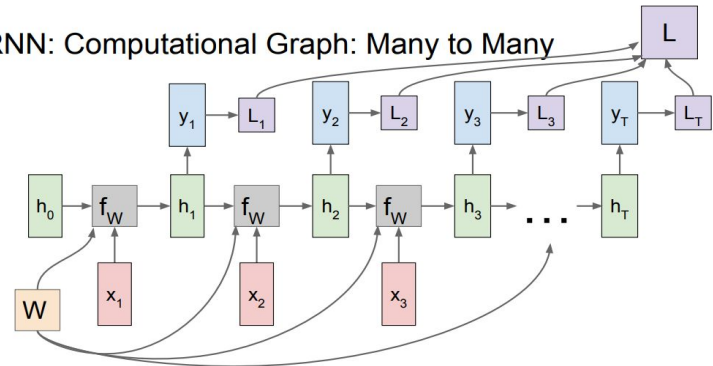 RNN: Computational Graph: Many to Many
L
y1 L1 y2 L2 y3 L3 yT LT
h0 fW h1 fW h2 fW h3 ... hT
x1 x2 x3
W